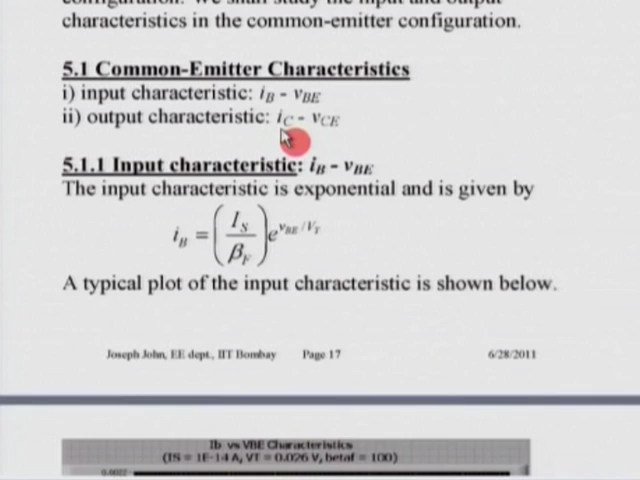 configuration. We shall study the input and output
characteristics in the common-emitter configuration.
5.1 Common-Emitter Characteristics
i) input characteristic: iB - vBE
ii) output characteristic: iC - vCE
5.1.1 Input characteristic: iB - vBE
The input characteristic is exponential and is given by
iB = (IS / βF) e^vBE/VT
A typical plot of the input characteristic is shown below.
Joseph John, EE dept., IIT Bombay Page 17 6/28/2011
Ib vs VBE Characteristics
(IS = 1E-14 A, VT = 0.026 V, betaf = 100)
0.0022